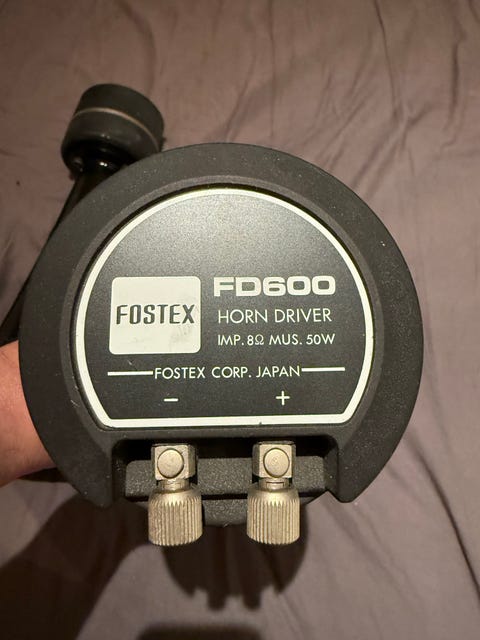 FOSTEX
FD600
HORN DRIVER
IMP. 8Ω MUS. 50W
FOSTEX CORP. JAPAN
− +